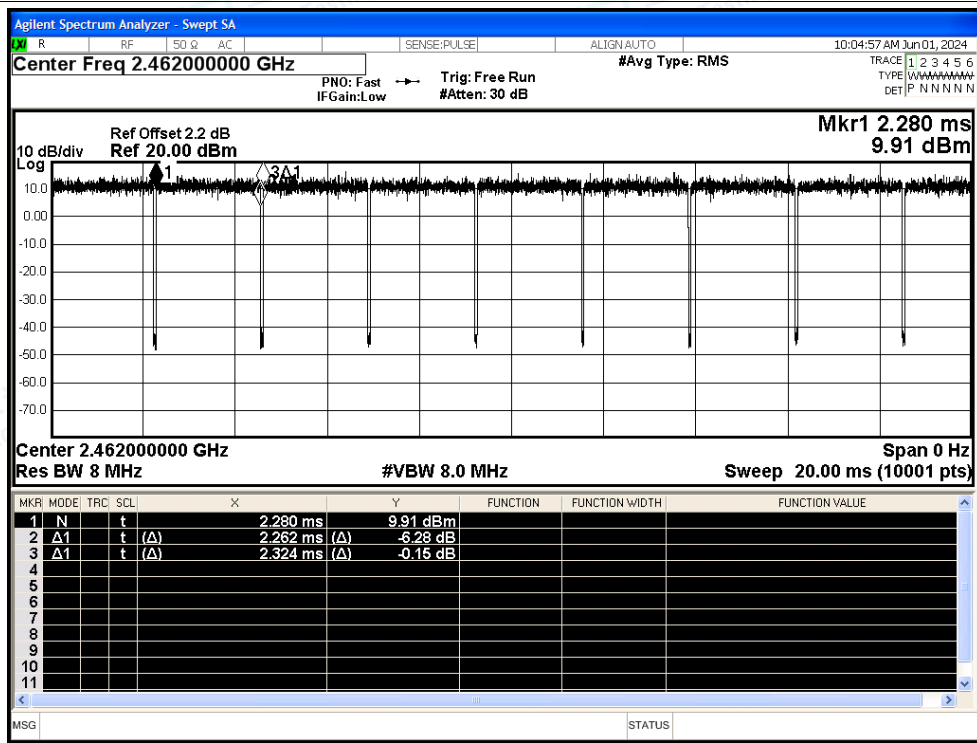 Agilent Spectrum Analyzer - Swept SA
LXI R RF 50 Ω AC SENSE:PULSE ALIGN AUTO 10:04:57 AM Jun 01, 2024
Center Freq 2.462000000 GHz #Avg Type: RMS TRACE 1 2 3 4 5 6
PNO: Fast Trig: Free Run TYPE WWWWWW
IFGain:Low #Atten: 30 dB DET P N N N N N
Mkr1 2.280 ms
9.91 dBm
Ref Offset 2.2 dB
10 dB/div Ref 20.00 dBm
Log
1 3Δ1
10.0
0.00
-10.0
-20.0
-30.0
-40.0
-50.0
-60.0
-70.0
Center 2.462000000 GHz Span 0 Hz
Res BW 8 MHz #VBW 8.0 MHz Sweep 20.00 ms (10001 pts)
MKR MODE TRC SCL X Y FUNCTION FUNCTION WIDTH FUNCTION VALUE
1 N t 2.280 ms 9.91 dBm
2 Δ1 t (Δ) 2.262 ms (Δ) -6.28 dB
3 Δ1 t (Δ) 2.324 ms (Δ) -0.15 dB
4
5
6
7
8
9
10
11
MSG STATUS